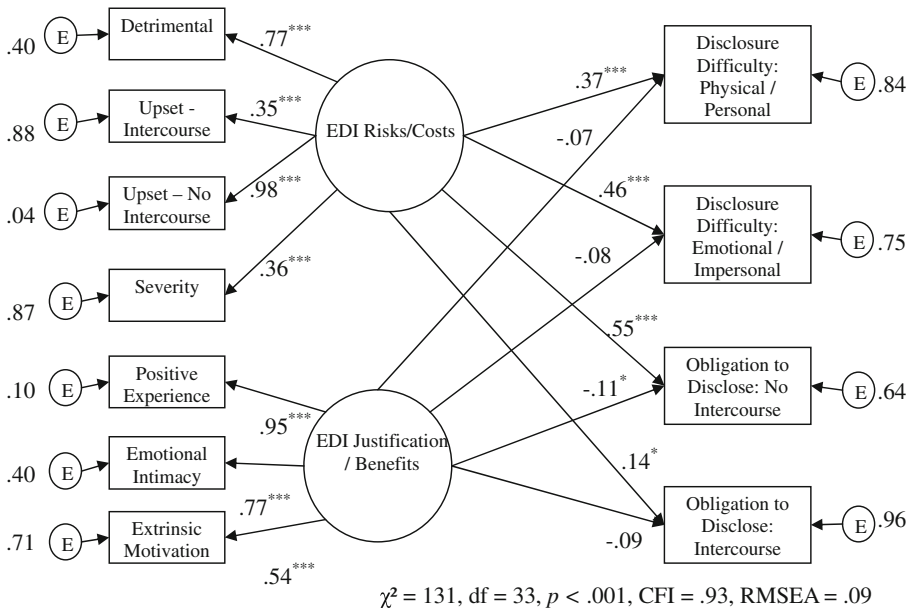 Detrimental
.40
E
.77***
Upset -
Intercourse
.88
E
.35***
Upset – No
Intercourse
.04
E
.98***
Severity
.87
E
.36***
Positive
Experience
.10
E
.95***
Emotional
Intimacy
.40
E
.77***
Extrinsic
Motivation
.71
E
.54***
EDI Risks/Costs
EDI Justification
/ Benefits
.37***
-.07
.46***
-.08
.55***
-.11*
.14*
-.09
Disclosure
Difficulty:
Physical /
Personal
E
.84
Disclosure
Difficulty:
Emotional /
Impersonal
E
.75
Obligation to
Disclose: No
Intercourse
E
.64
Obligation to
Disclose:
Intercourse
E
.96
χ² = 131, df = 33, p < .001, CFI = .93, RMSEA = .09